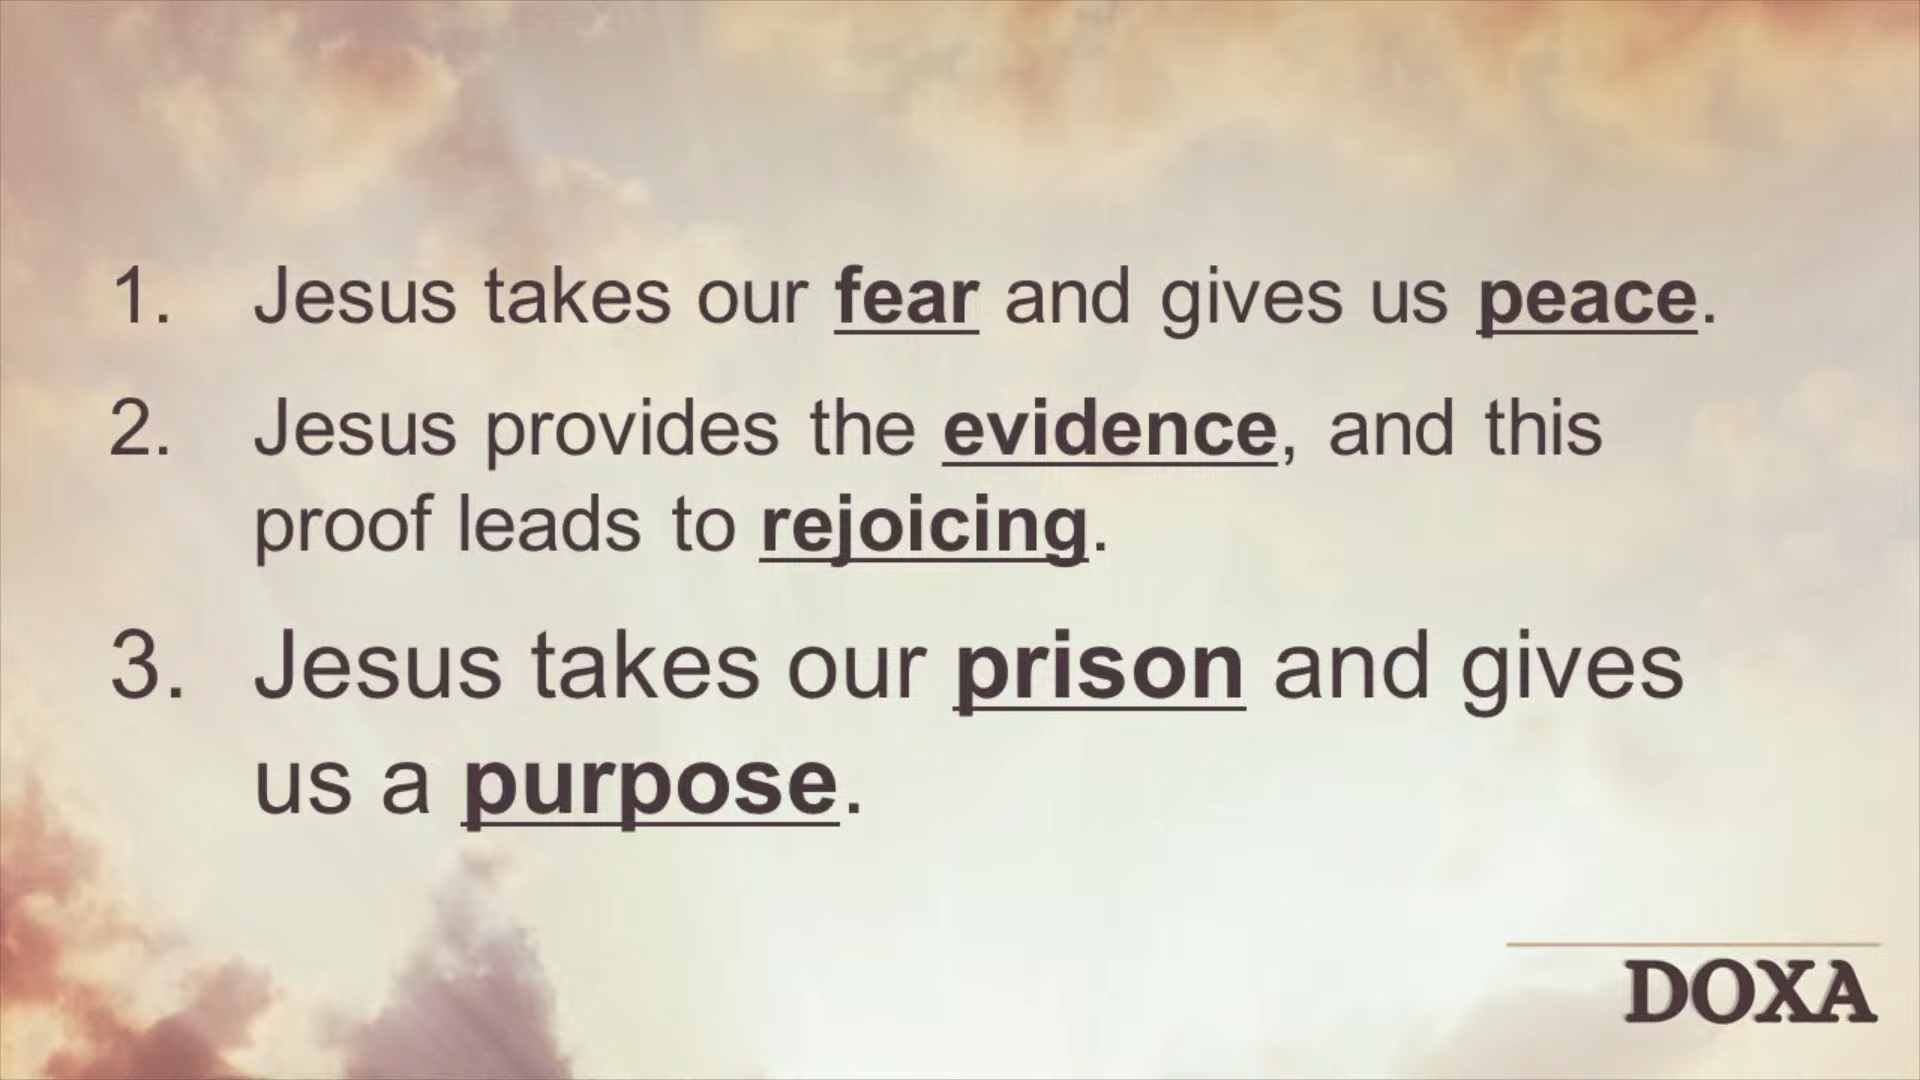 1. Jesus takes our fear and gives us peace.
2. Jesus provides the evidence, and this
proof leads to rejoicing.
3. Jesus takes our prison and gives
us a purpose.
DOXA